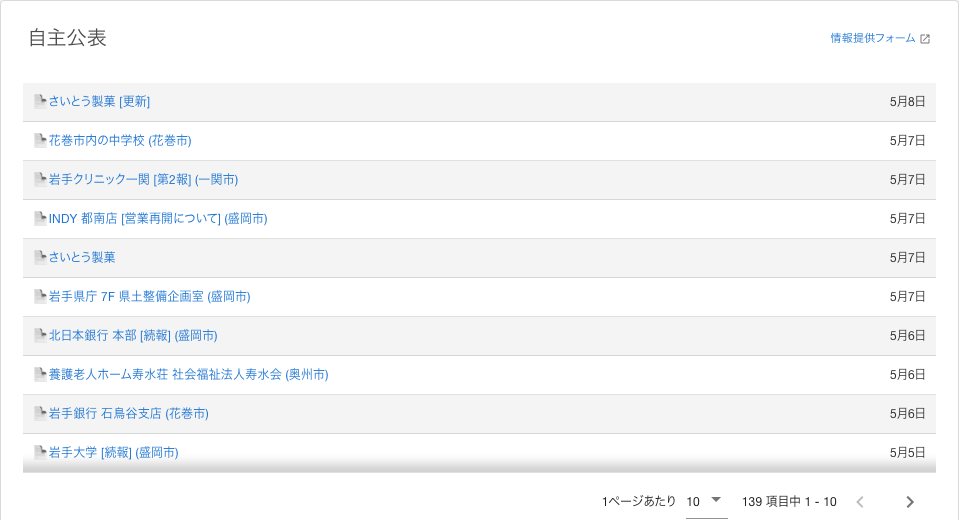 自主公表
情報提供フォーム
さいとう製菓 [更新] 5月8日
花巻市内の中学校 (花巻市) 5月7日
岩手クリニック一関 [第2報] (一関市) 5月7日
INDY 都南店 [営業再開について] (盛岡市) 5月7日
さいとう製菓 5月7日
岩手県庁 7F 県土整備企画室 (盛岡市) 5月7日
北日本銀行 本部 [続報] (盛岡市) 5月6日
養護老人ホーム寿水荘 社会福祉法人寿水会 (奥州市) 5月6日
岩手銀行 石鳥谷支店 (花巻市) 5月6日
岩手大学 [続報] (盛岡市) 5月5日
1ページあたり 10 139 項目中 1 - 10